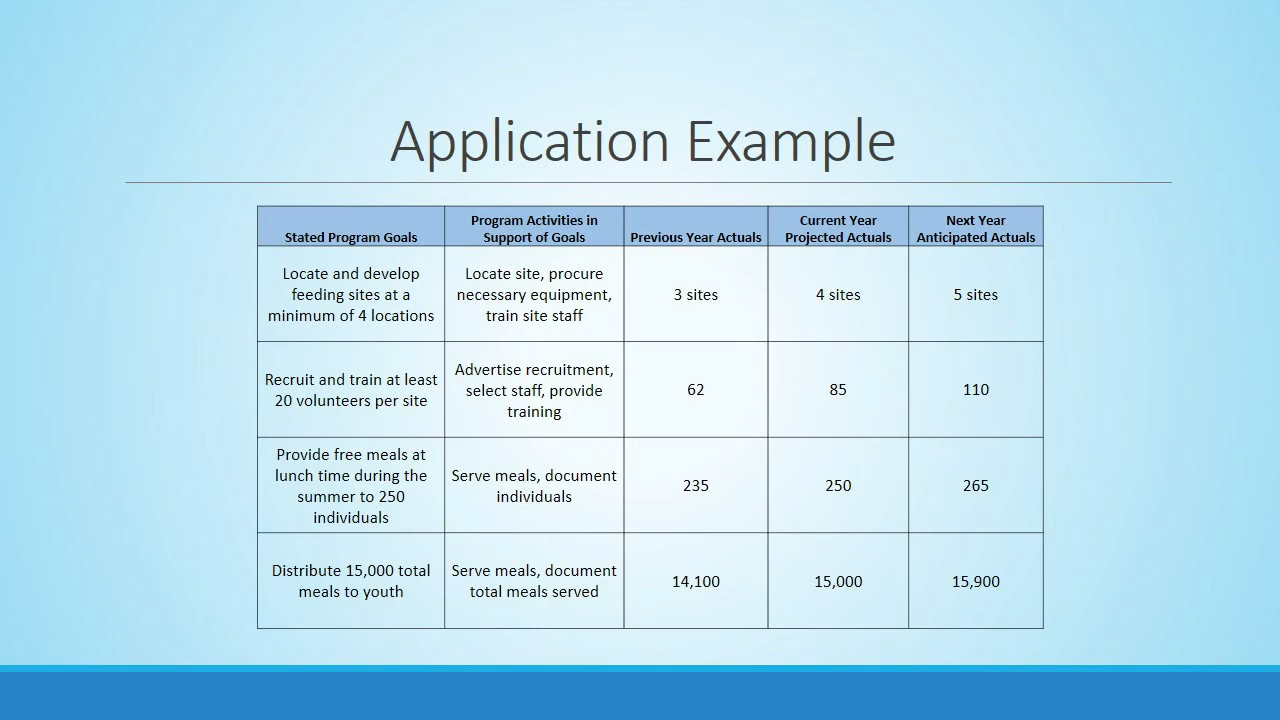 Application Example
Stated Program Goals
Program Activities in
Support of Goals
Previous Year Actuals
Current Year
Projected Actuals
Next Year
Anticipated Actuals
Locate and develop
feeding sites at a
minimum of 4 locations
Locate site, procure
necessary equipment,
train site staff
3 sites
4 sites
5 sites
Recruit and train at least
20 volunteers per site
Advertise recruitment,
select staff, provide
training
62
85
110
Provide free meals at
lunch time during the
summer to 250
individuals
Serve meals, document
individuals
235
250
265
Distribute 15,000 total
meals to youth
Serve meals, document
total meals served
14,100
15,000
15,900